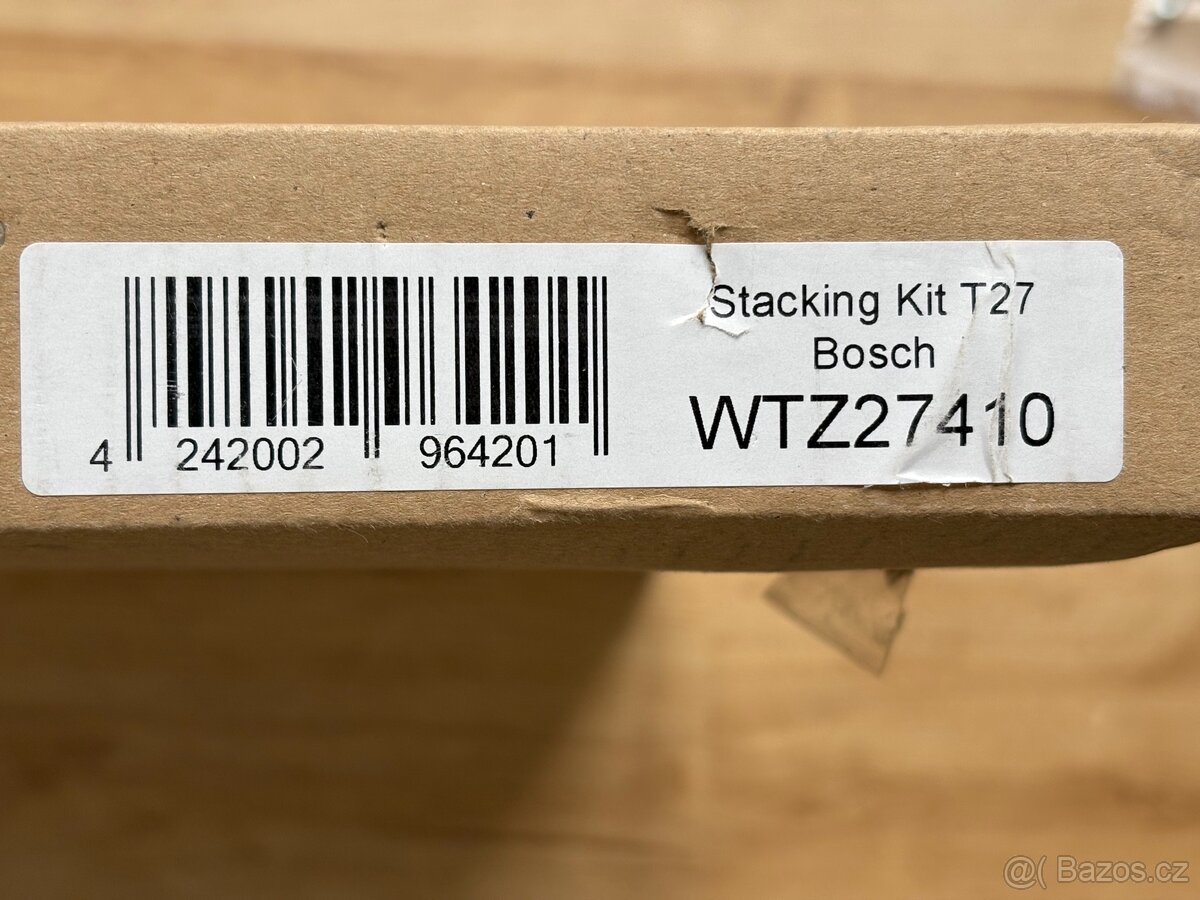 Stacking Kit T27
Bosch
WTZ27410
4 242002 964201
@( Bazos.cz